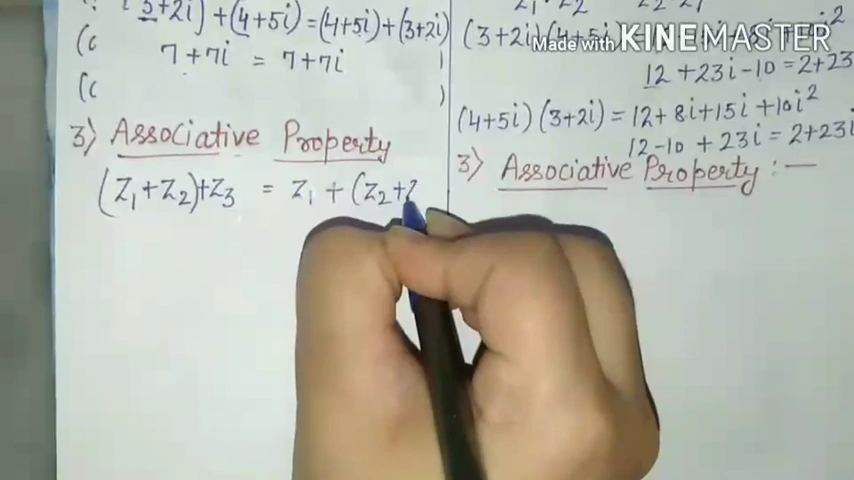 3+2i) + (4+5i) = (4+5i) + (3+2i)
7+7i = 7+7i
3) Associative Property
(Z1+Z2)+Z3 = Z1 + (Z2+Z
(3+2i)(4+5i)
12 +23i-10 = 2+23
(4+5i)(3+2i) = 12+8i+15i+10i²
12-10 +23i = 2+23i
3) Associative Property :—
Made with KINEMASTER